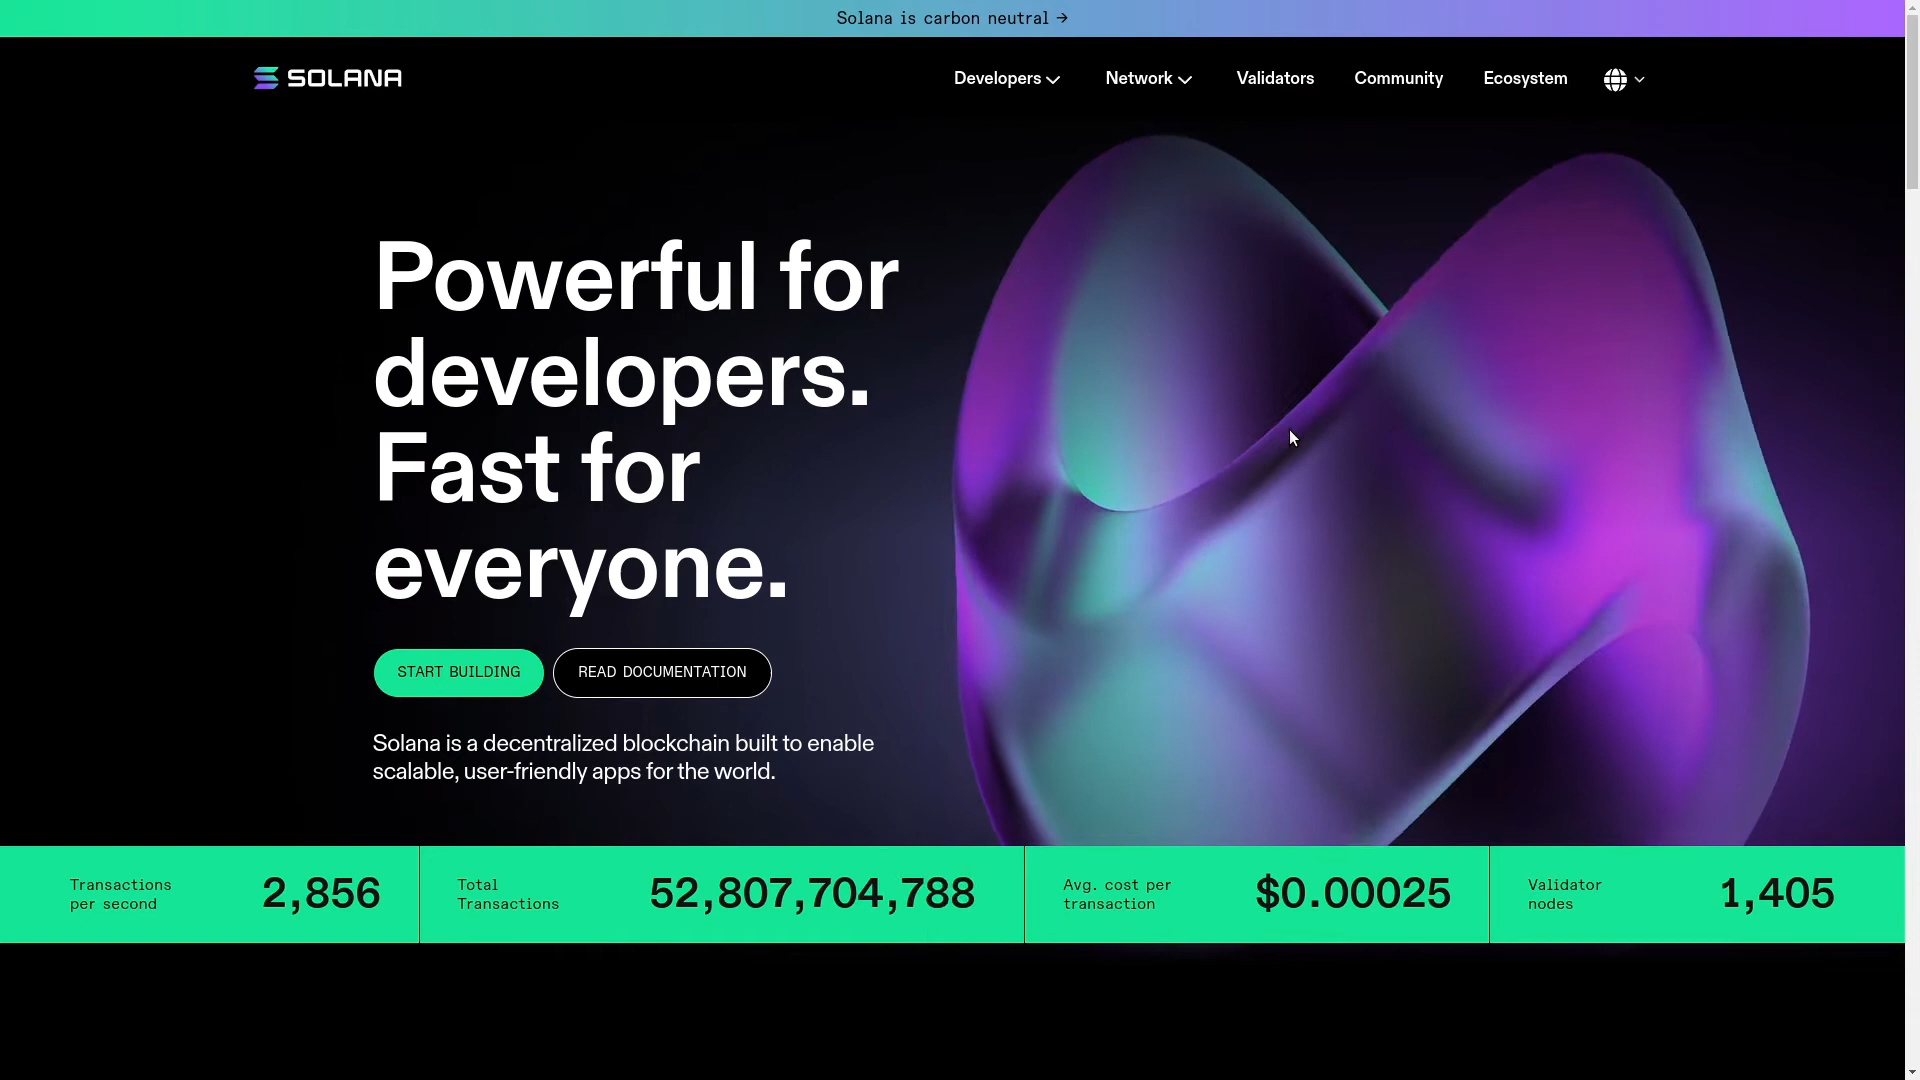 Solana is carbon neutral →
SOLANA
Developers
Network
Validators
Community
Ecosystem
Powerful for
developers.
Fast for
everyone.
START BUILDING
READ DOCUMENTATION
Solana is a decentralized blockchain built to enable
scalable, user-friendly apps for the world.
Transactions
per second
2,856
Total
Transactions
52,807,704,788
Avg. cost per
transaction
$0.00025
Validator
nodes
1,405